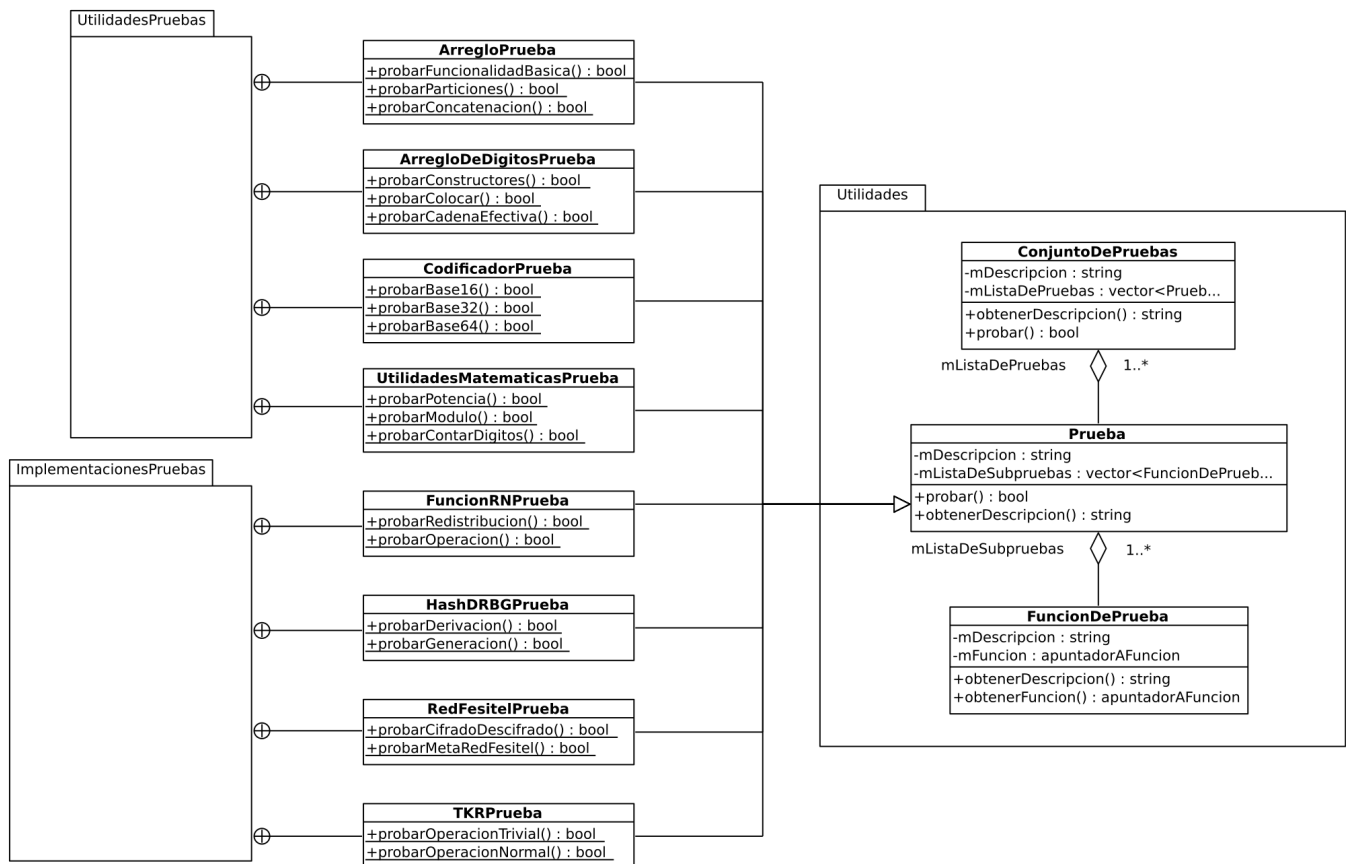 UtilidadesPruebas
ArregloPrueba
+probarFuncionalidadBasica() : bool
+probarParticiones() : bool
+probarConcatenacion() : bool
ArregloDeDigitosPrueba
+probarConstructores() : bool
+probarColocar() : bool
+probarCadenaEfectiva() : bool
CodificadorPrueba
+probarBase16() : bool
+probarBase32() : bool
+probarBase64() : bool
UtilidadesMatematicasPrueba
+probarPotencia() : bool
+probarModulo() : bool
+probarContarDigitos() : bool
ImplementacionesPruebas
FuncionRNPrueba
+probarRedistribucion() : bool
+probarOperacion() : bool
HashDRBGPrueba
+probarDerivacion() : bool
+probarGeneracion() : bool
RedFesitelPrueba
+probarCifradoDescifrado() : bool
+probarMetaRedFesitel() : bool
TKRPrueba
+probarOperacionTrivial() : bool
+probarOperacionNormal() : bool
Utilidades
ConjuntoDePruebas
-mDescripcion : string
-mListaDePruebas : vector<Prueb...
+obtenerDescripcion() : string
+probar() : bool
mListaDePruebas 1..*
Prueba
-mDescripcion : string
-mListaDeSubpruebas : vector<FuncionDePrueb...
+probar() : bool
+obtenerDescripcion() : string
mListaDeSubpruebas 1..*
FuncionDePrueba
-mDescripcion : string
-mFuncion : apuntadorAFuncion
+obtenerDescripcion() : string
+obtenerFuncion() : apuntadorAFuncion